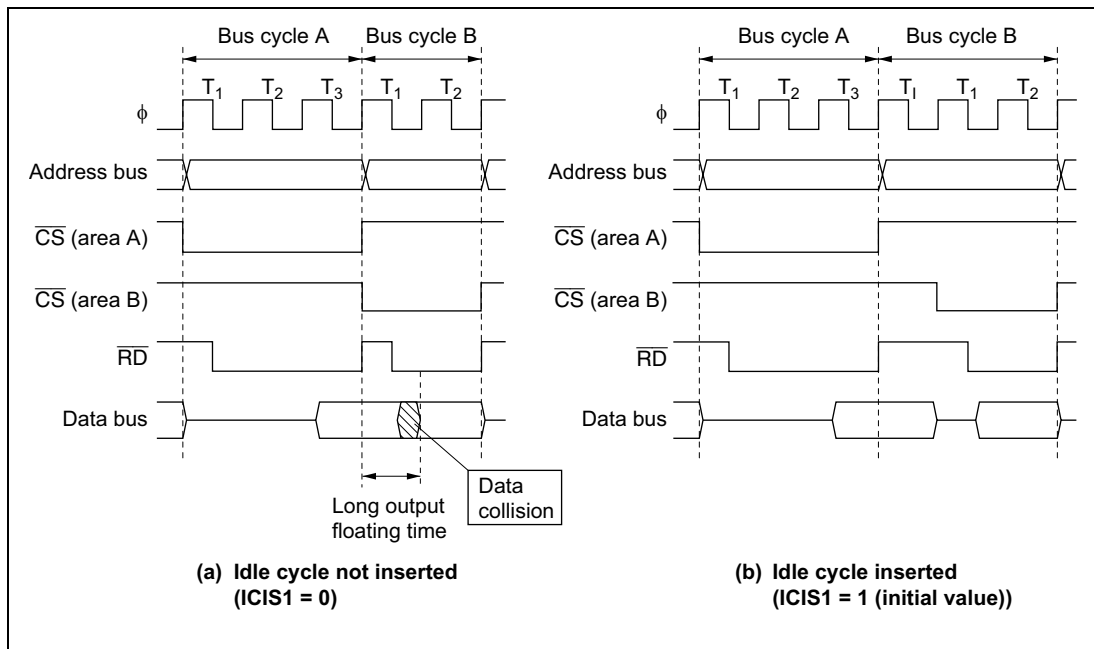 Bus cycle A Bus cycle B
T1 T2 T3 T1 T2
ϕ
Address bus
CS (area A)
CS (area B)
RD
Data bus
Long output
floating time
Data
collision
(a) Idle cycle not inserted
(ICIS1 = 0)
Bus cycle A Bus cycle B
T1 T2 T3 TI T1 T2
ϕ
Address bus
CS (area A)
CS (area B)
RD
Data bus
(b) Idle cycle inserted
(ICIS1 = 1 (initial value))